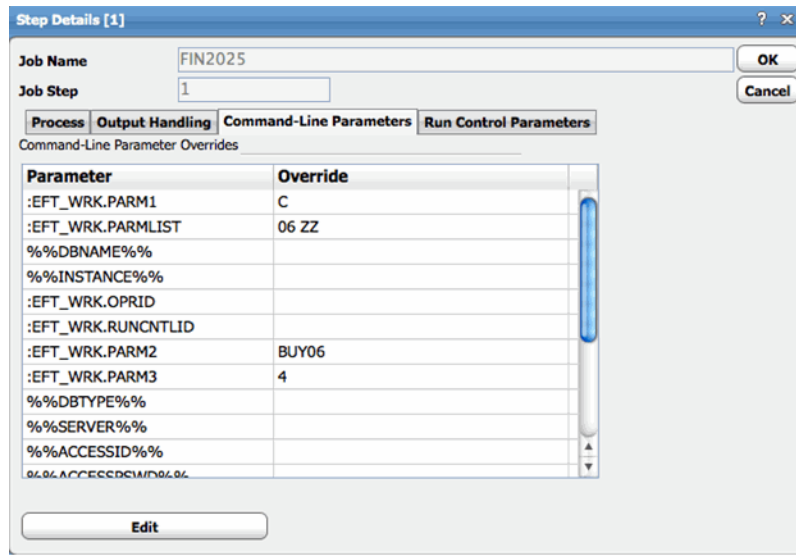 Step Details [1] ? ×
Job Name FIN2025 OK
Job Step 1 Cancel
Process Output Handling Command-Line Parameters Run Control Parameters
Command-Line Parameter Overrides
Parameter Override
:EFT_WRK.PARM1 C
:EFT_WRK.PARMLIST 06 ZZ
%%DBNAME%%
%%INSTANCE%%
:EFT_WRK.OPRID
:EFT_WRK.RUNCNTLID
:EFT_WRK.PARM2 BUY06
:EFT_WRK.PARM3 4
%%DBTYPE%%
%%SERVER%%
%%ACCESSID%%
%%ACCESSPSWD%%
Edit